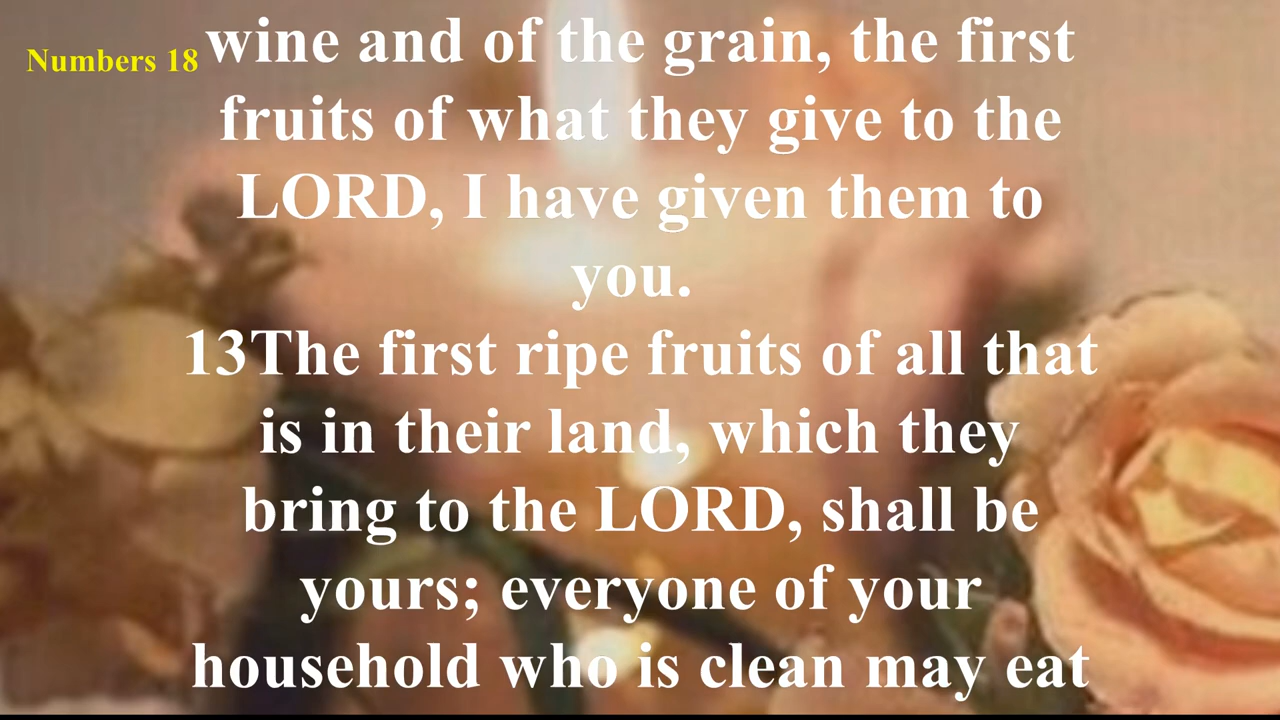 Numbers 18
wine and of the grain, the first
fruits of what they give to the
LORD, I have given them to
you.
13The first ripe fruits of all that
is in their land, which they
bring to the LORD, shall be
yours; everyone of your
household who is clean may eat